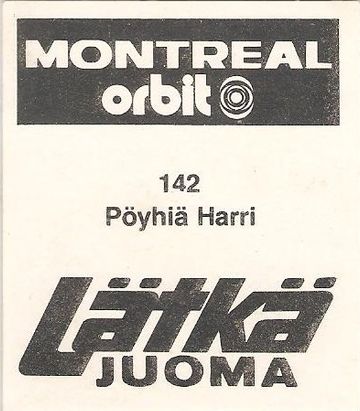 MONTREAL
orbit
142
Pöyhiä Harri
Lätkä
JUOMA